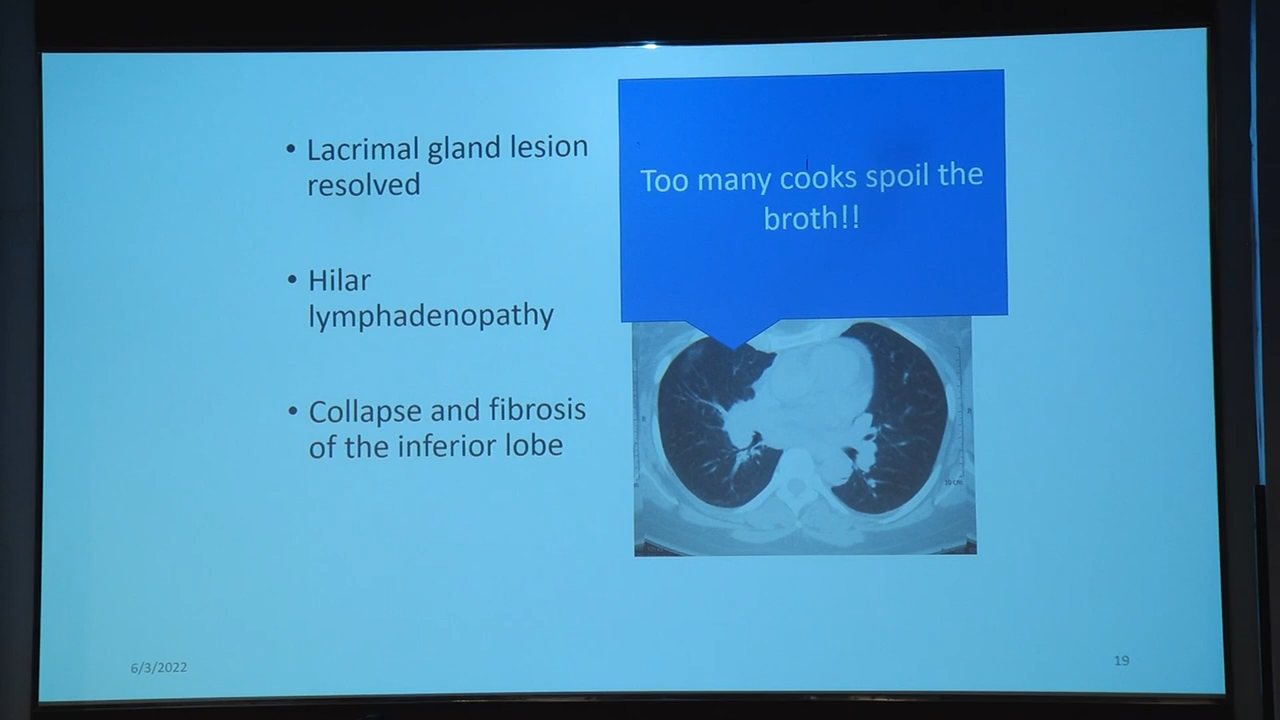 • Lacrimal gland lesion
resolved
• Hilar
lymphadenopathy
• Collapse and fibrosis
of the inferior lobe
Too many cooks spoil the
broth!!
6/3/2022
19